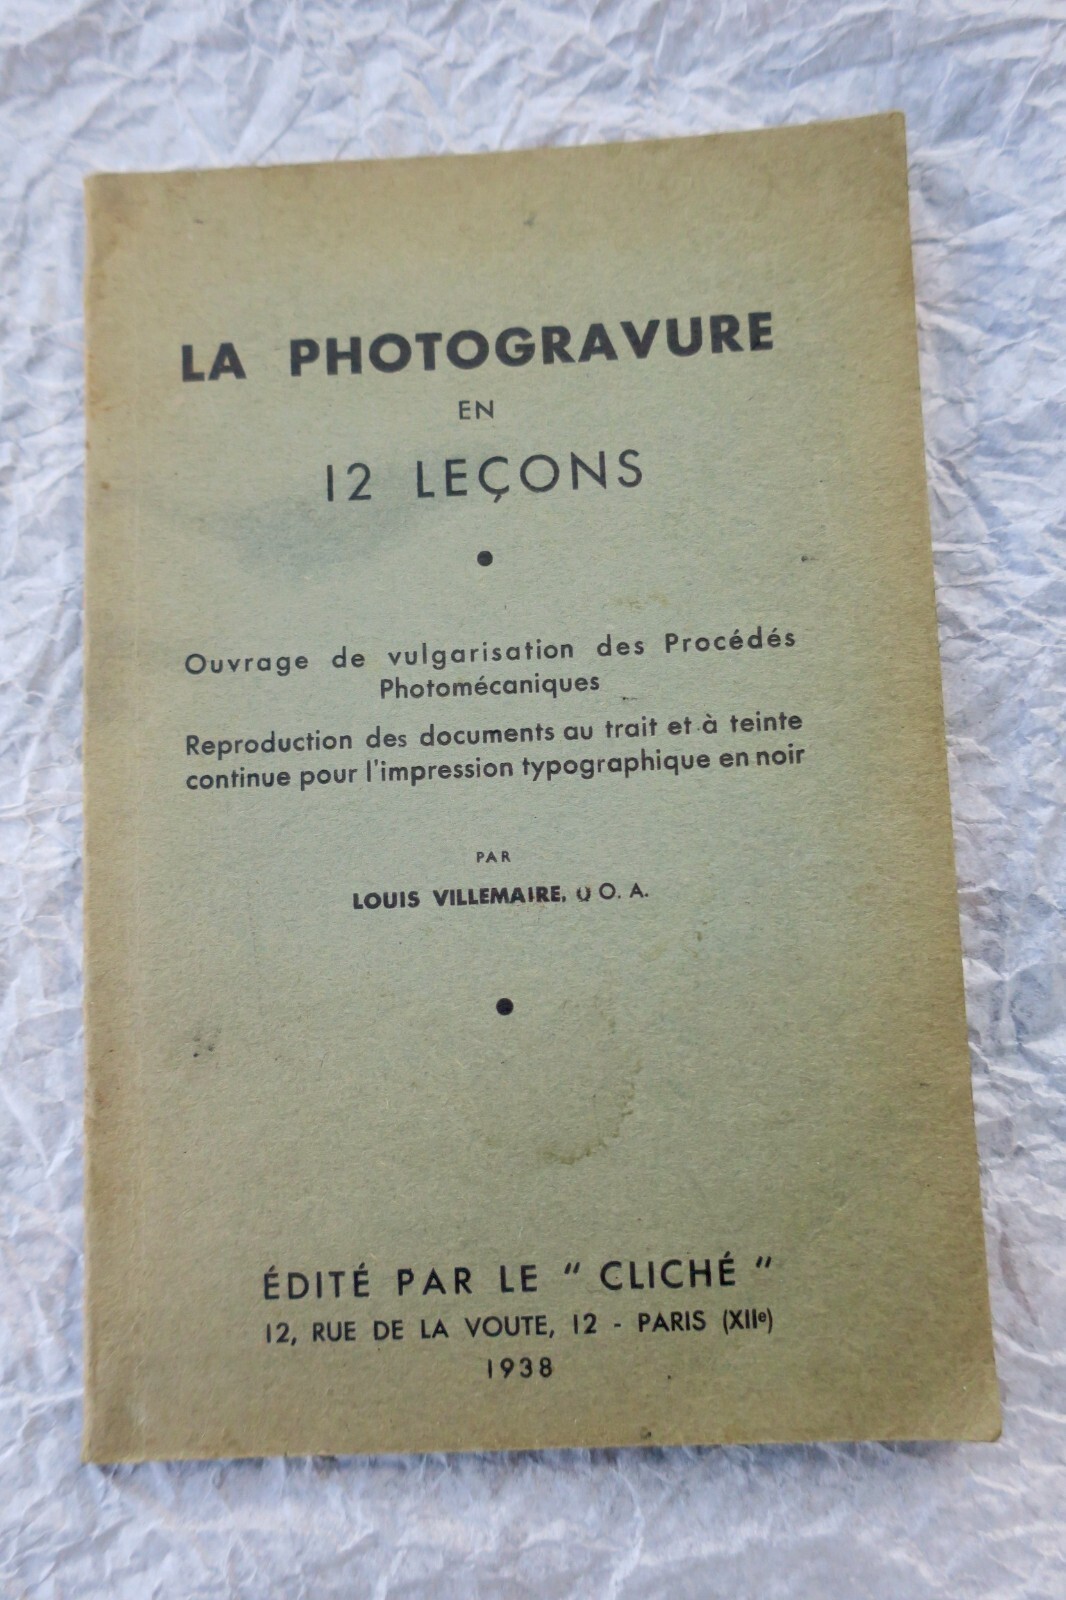 LA PHOTOGRAVURE
EN
12 LEÇONS
Ouvrage de vulgarisation des Procédés
Photomécaniques
Reproduction des documents au trait et à teinte
continue pour l'impression typographique en noir
PAR
LOUIS VILLEMAIRE, O. A.
ÉDITÉ PAR LE " CLICHÉ "
12, RUE DE LA VOUTE, 12 - PARIS (XIIe)
1938